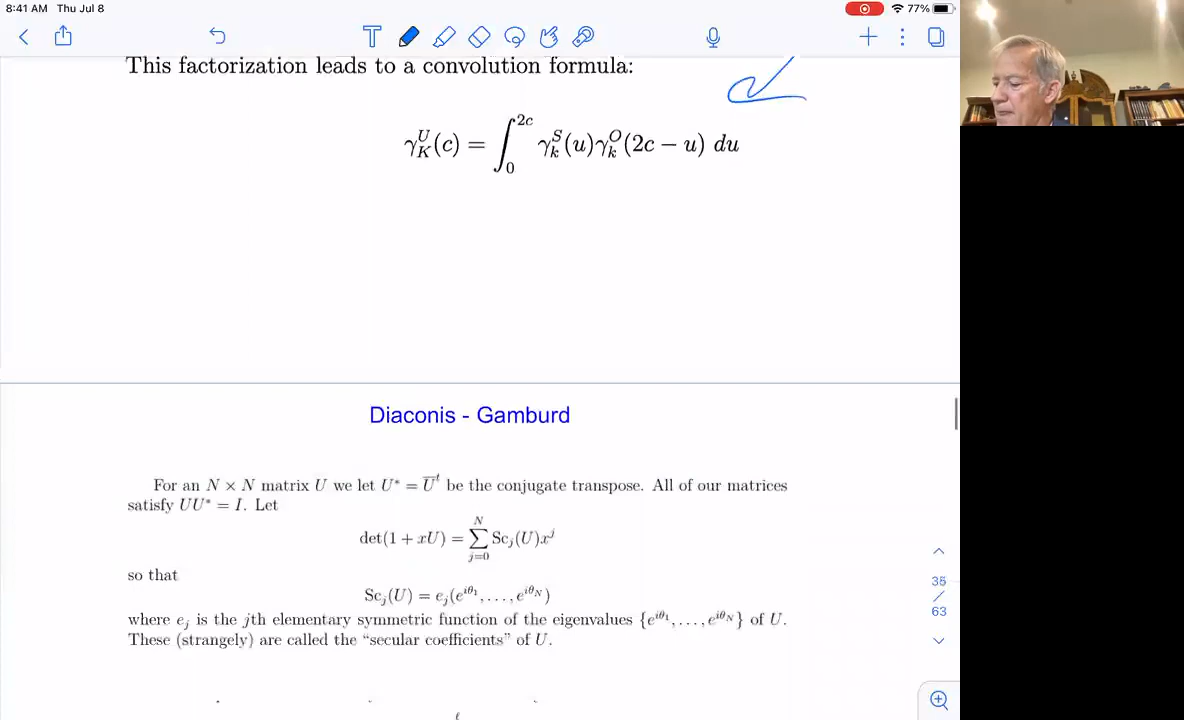 8:41 AM Thu Jul 8
77%
This factorization leads to a convolution formula:
γ_K^U(c) = ∫_0^{2c} γ_k^S(u)γ_k^O(2c − u) du
Diaconis - Gamburd
For an N × N matrix U we let U* = \overline{U}^t be the conjugate transpose. All of our matrices
satisfy UU* = I. Let
det(1 + xU) = ∑_{j=0}^{N} Sc_j(U)x^j
so that
Sc_j(U) = e_j(e^{iθ_1}, . . . , e^{iθ_N})
where e_j is the jth elementary symmetric function of the eigenvalues {e^{iθ_1}, . . . , e^{iθ_N}} of U.
These (strangely) are called the “secular coefficients” of U.
35
/
63